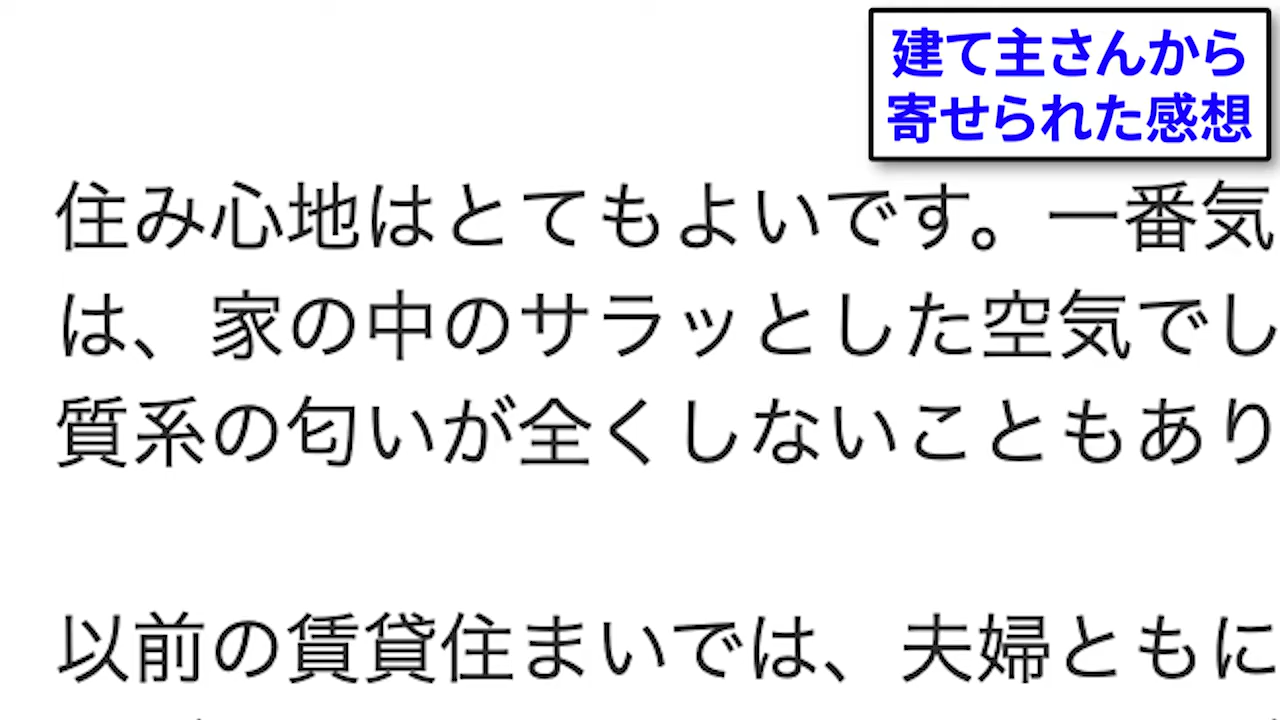 建て主さんから
寄せられた感想
住み心地はとてもよいです。一番気
は、家の中のサラッとした空気でし
質系の匂いが全くしないこともあり
以前の賃貸住まいでは、夫婦ともに